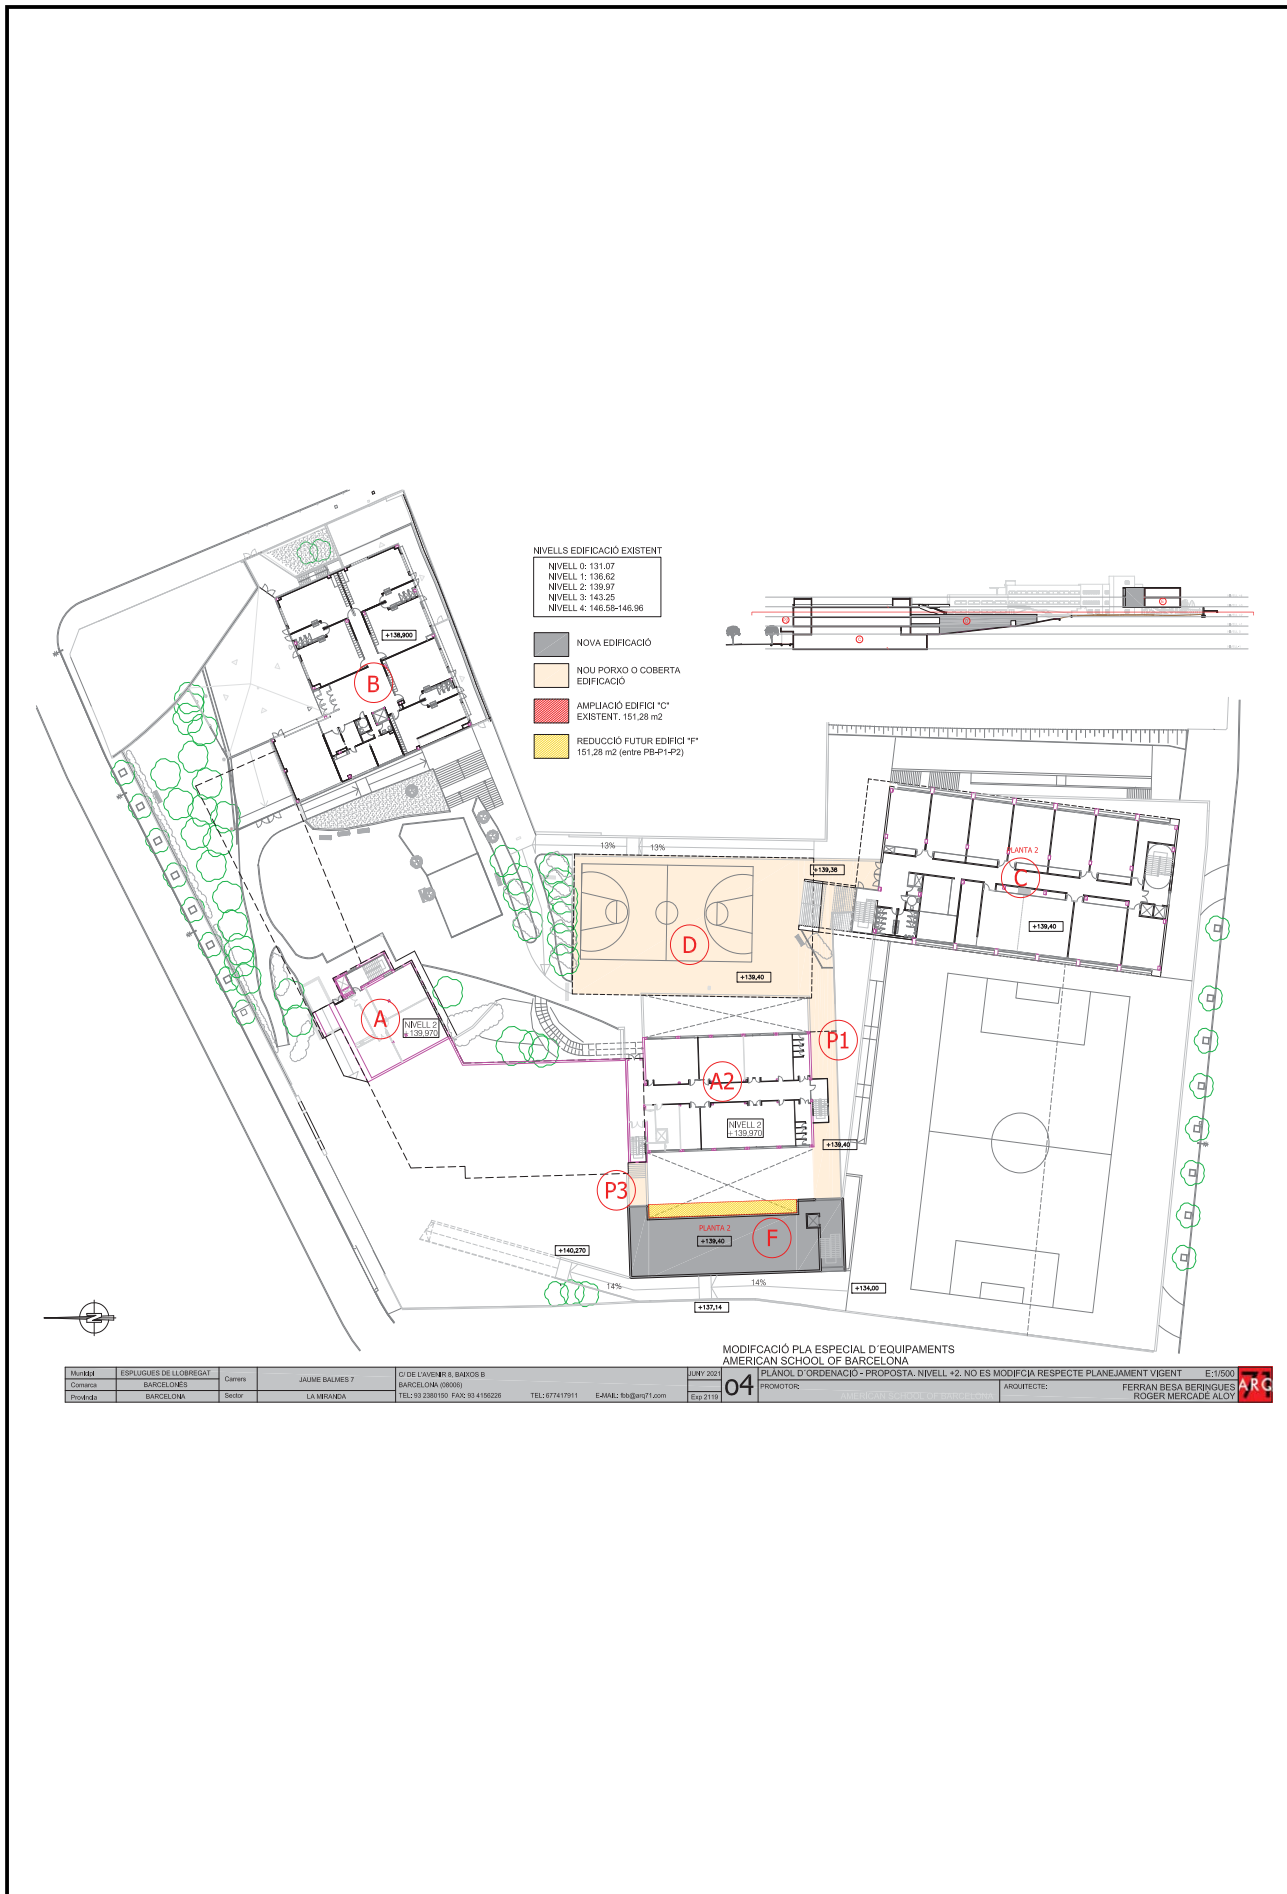 NIVELLS EDIFICACIÓ EXISTENT
NIVELL 0: 131.07
NIVELL 1: 136.62
NIVELL 2: 139.97
NIVELL 3: 143.25
NIVELL 4: 146.58-146.96
NOVA EDIFICACIÓ
NOU PORXO O COBERTA
EDIFICACIÓ
AMPLIACIÓ EDIFICI "C"
EXISTENT. 151,28 m2
REDUCCIÓ FUTUR EDIFICI "F"
151,28 m2 (entre PB-P1-P2)
+138,900
B
13%
13%
+139,38
PLANTA 2
C
+139,40
D
+139,40
A
NIVELL 2
+139,970
P1
A2
NIVELL 2
+139,970
+139,40
P3
PLANTA 2
+139,40
F
+140,270
14%
14%
+134,00
+137,14
MODIFCACIÓ PLA ESPECIAL D´EQUIPAMENTS
AMERICAN SCHOOL OF BARCELONA
Municipi ESPLUGUES DE LLOBREGAT
Comarca BARCELONÈS
Província BARCELONA
Carrera JAUME BALMES 7
Sector LA MIRANDA
C/ DE L'AVENIR 8, BAIXOS B
BARCELONA (08006)
TEL: 93 2380150 FAX: 93 4156226 TEL: 677417911 E-MAIL: fbb@arq71.com
JUNY 2021
Exp 2119
04
PLÀNOL D´ORDENACIÓ - PROPOSTA. NIVELL +2. NO ES MODIFCIA RESPECTE PLANEJAMENT VIGENT E:1/500
PROMOTOR: AMERICAN SCHOOL OF BARCELONA
ARQUITECTE: FERRAN BESA BERINGUES
ROGER MERCADÉ ALOY
71
ARQ